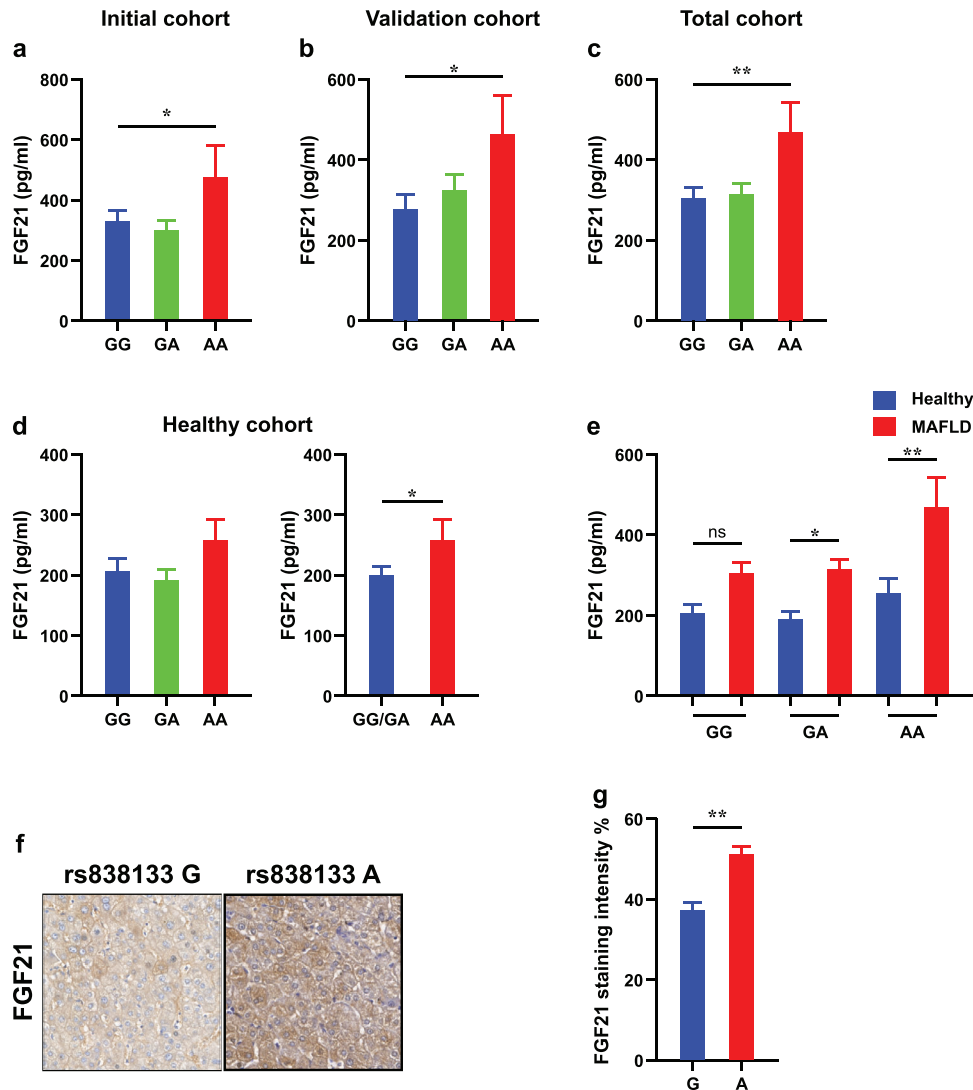 Initial cohort
Validation cohort
Total cohort
a
FGF21 (pg/ml)
800
600
400
200
0
*
GG GA AA
b
FGF21 (pg/ml)
600
400
200
0
*
GG GA AA
c
FGF21 (pg/ml)
600
400
200
0
**
GG GA AA
d
Healthy cohort
FGF21 (pg/ml)
400
300
200
100
0
GG GA AA
FGF21 (pg/ml)
400
300
200
100
0
*
GG/GA AA
e
Healthy
MAFLD
FGF21 (pg/ml)
600
400
200
0
ns
*
**
GG GA AA
f
rs838133 G
rs838133 A
FGF21
g
FGF21 staining intensity %
60
40
20
0
**
G A